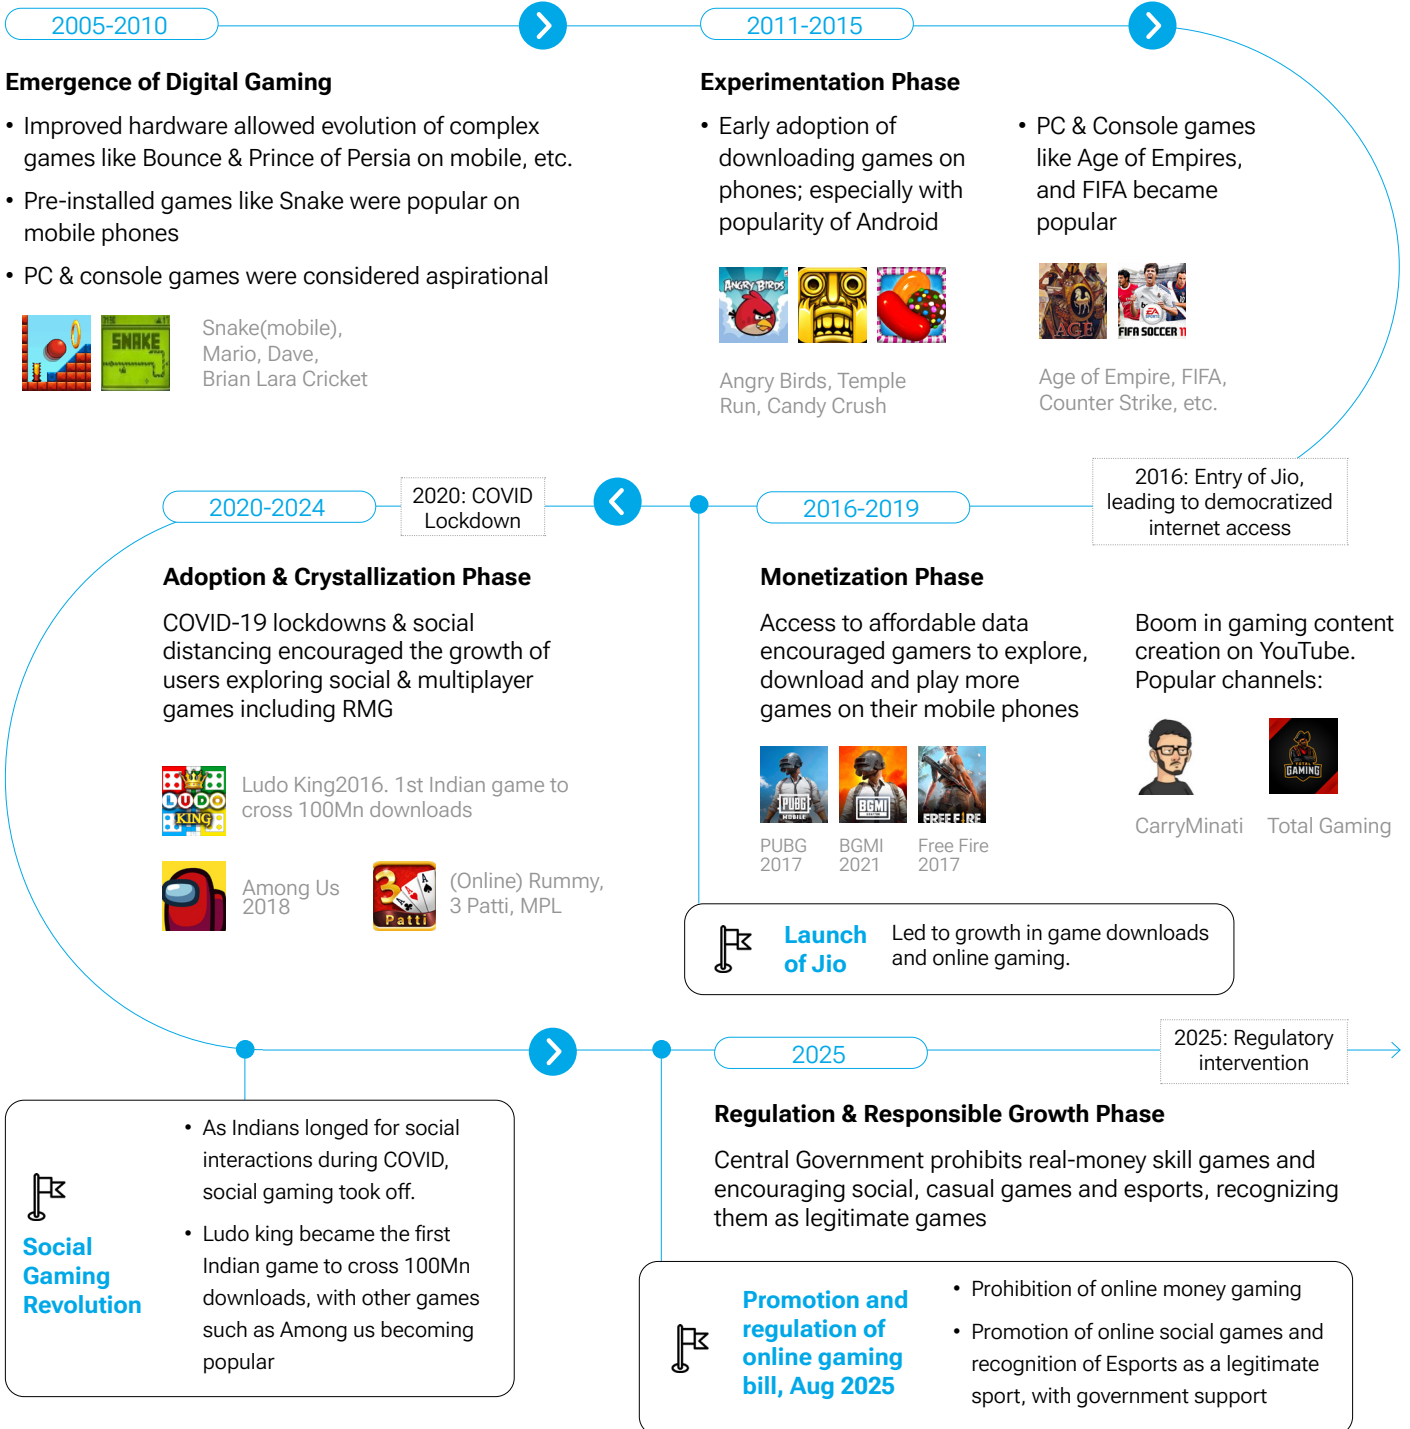 2005-2010
2011-2015
Emergence of Digital Gaming
• Improved hardware allowed evolution of complex
games like Bounce & Prince of Persia on mobile, etc.
• Pre-installed games like Snake were popular on
mobile phones
• PC & console games were considered aspirational
SNAKE
Snake(mobile),
Mario, Dave,
Brian Lara Cricket
Experimentation Phase
• Early adoption of
downloading games on
phones; especially with
popularity of Android
ANGRY BIRDS
Angry Birds, Temple
Run, Candy Crush
• PC & Console games
like Age of Empires,
and FIFA became
popular
AGE
EA
SPORTS
FIFA SOCCER 11
Age of Empire, FIFA,
Counter Strike, etc.
2016: Entry of Jio,
leading to democratized
internet access
2016-2019
2020: COVID
Lockdown
2020-2024
Monetization Phase
Access to affordable data
encouraged gamers to explore,
download and play more
games on their mobile phones
PUBG
MOBILE
BGMI
FREE FIRE
PUBG
2017
BGMI
2021
Free Fire
2017
Boom in gaming content
creation on YouTube.
Popular channels:
TOTAL
GAMING
CarryMinati
Total Gaming
Launch
of Jio
Led to growth in game downloads
and online gaming.
Adoption & Crystallization Phase
COVID-19 lockdowns & social
distancing encouraged the growth of
users exploring social & multiplayer
games including RMG
LUDO
KING
Ludo King2016. 1st Indian game to
cross 100Mn downloads
Among Us
2018
3
A
A
A
Patti
(Online) Rummy,
3 Patti, MPL
Social
Gaming
Revolution
• As Indians longed for social
interactions during COVID,
social gaming took off.
• Ludo king became the first
Indian game to cross 100Mn
downloads, with other games
such as Among us becoming
popular
2025
2025: Regulatory
intervention
Regulation & Responsible Growth Phase
Central Government prohibits real-money skill games and
encouraging social, casual games and esports, recognizing
them as legitimate games
Promotion and
regulation of
online gaming
bill, Aug 2025
• Prohibition of online money gaming
• Promotion of online social games and
recognition of Esports as a legitimate
sport, with government support